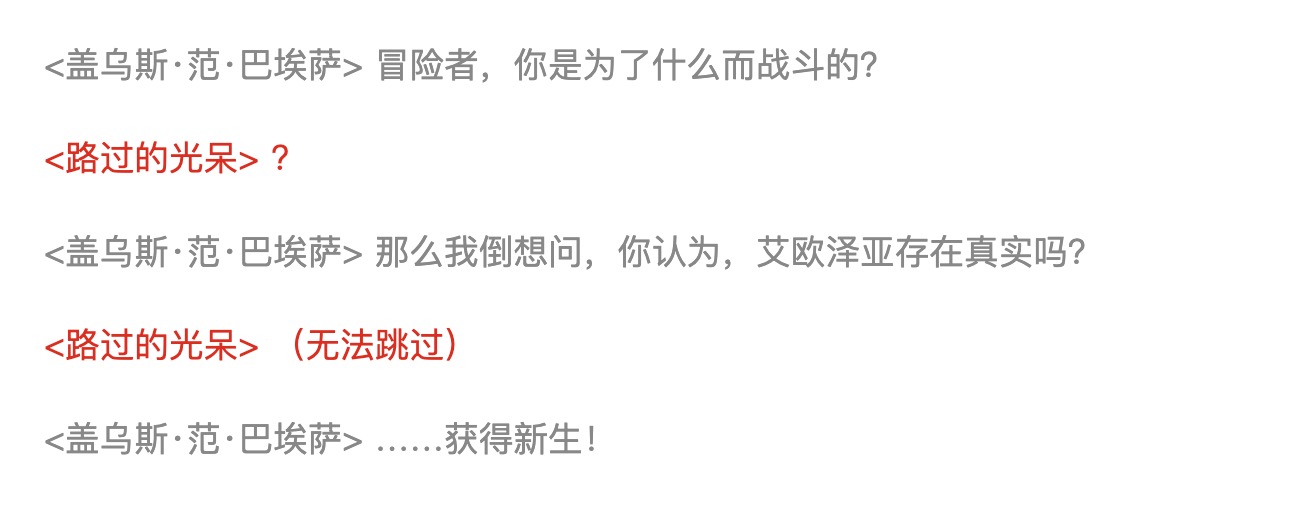 <盖乌斯·范·巴埃萨> 冒险者，你是为了什么而战斗的？
<路过的光呆> ？
<盖乌斯·范·巴埃萨> 那么我倒想问，你认为，艾欧泽亚存在真实吗？
<路过的光呆> （无法跳过）
<盖乌斯·范·巴埃萨> ……获得新生！